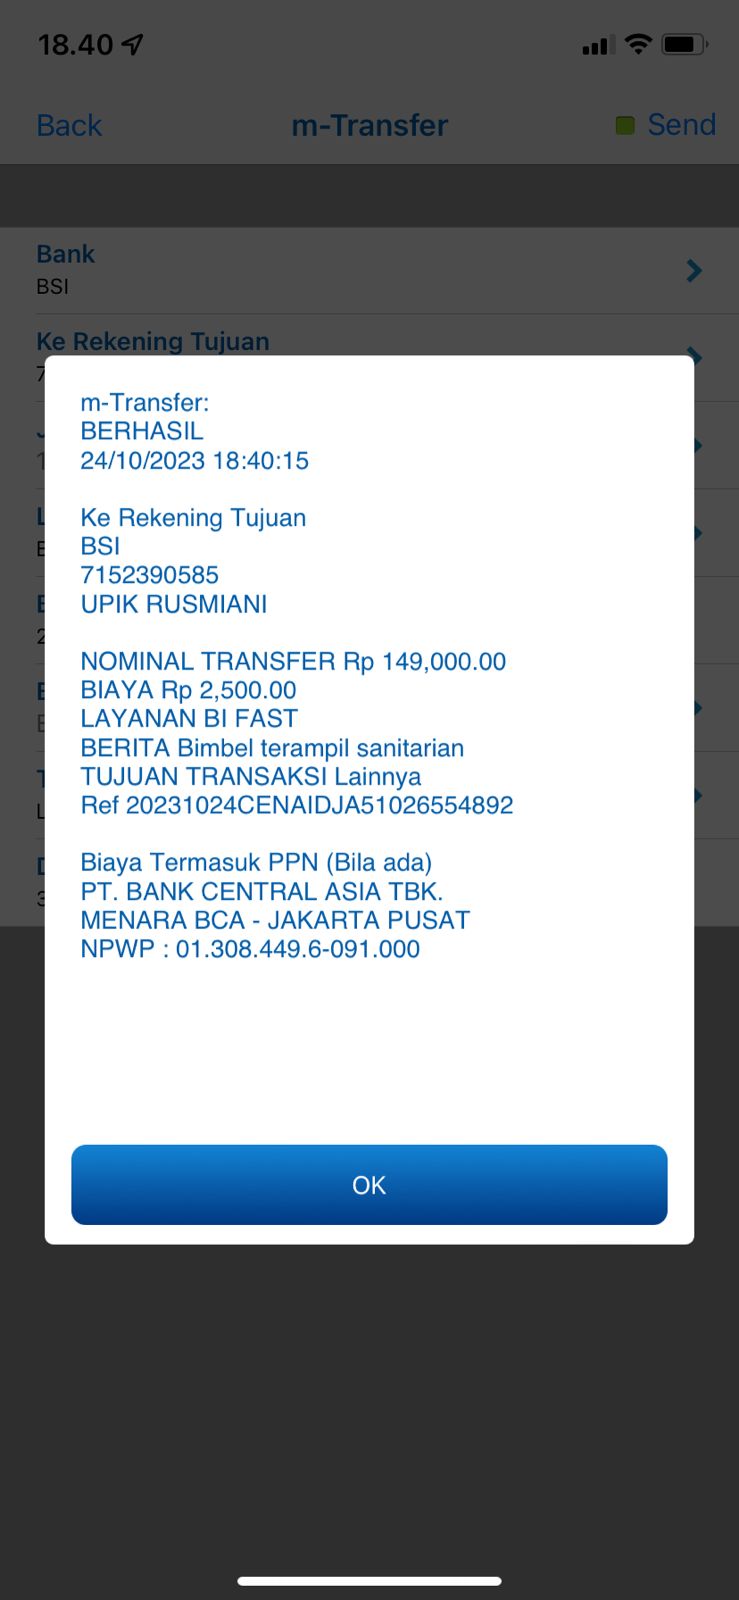 18.40
Back
m-Transfer
Send
Bank
BSI
Ke Rekening Tujuan
m-Transfer:
BERHASIL
24/10/2023 18:40:15
Ke Rekening Tujuan
BSI
7152390585
UPIK RUSMIANI
NOMINAL TRANSFER Rp 149,000.00
BIAYA Rp 2,500.00
LAYANAN BI FAST
BERITA Bimbel terampil sanitarian
TUJUAN TRANSAKSI Lainnya
Ref 20231024CENAIDJA51026554892
Biaya Termasuk PPN (Bila ada)
PT. BANK CENTRAL ASIA TBK.
MENARA BCA - JAKARTA PUSAT
NPWP : 01.308.449.6-091.000
OK